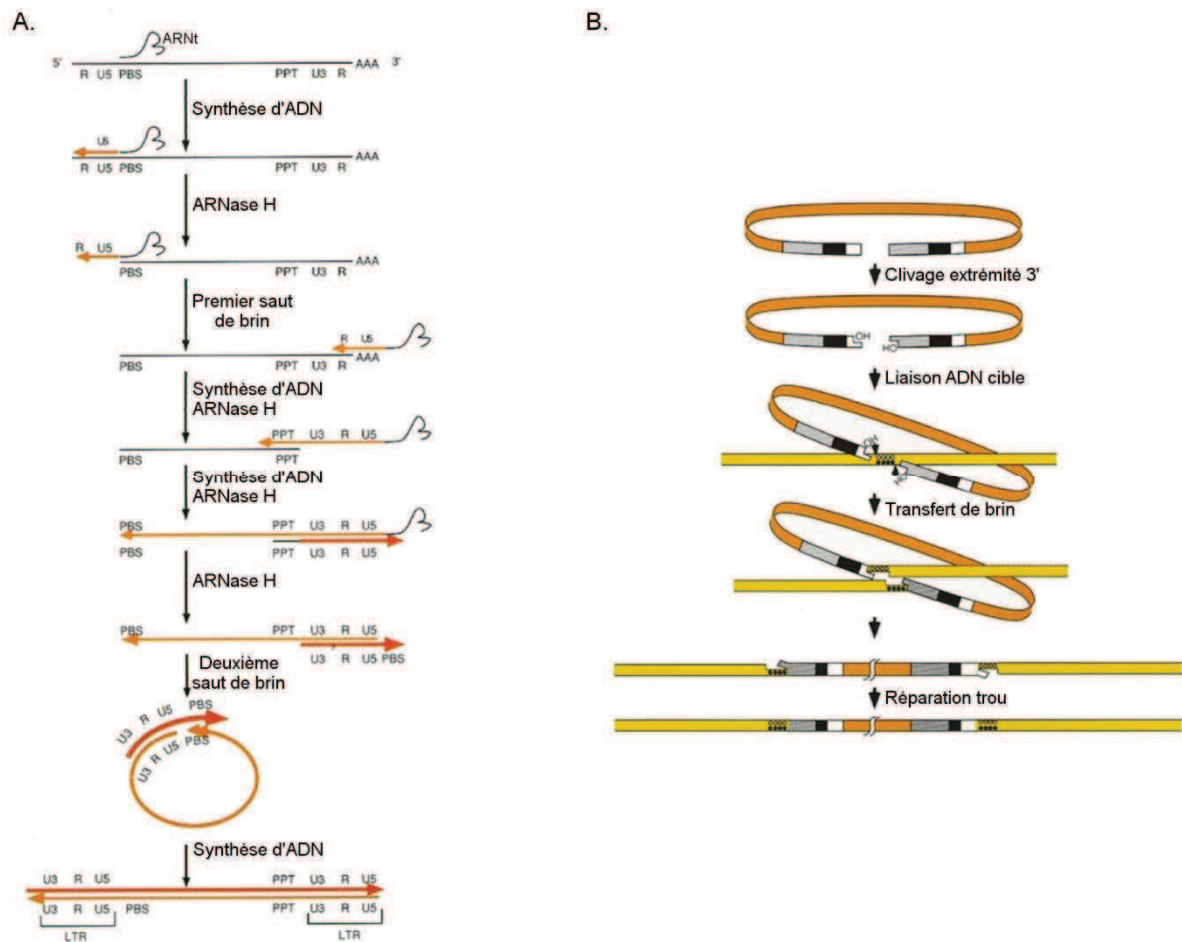 A.
ARNt
5' AAA 3'
R U5 PBS PPT U3 R
Synthèse d'ADN
U5
AAA
R U5 PBS PPT U3 R
ARNase H
R U5
AAA
PBS PPT U3 R
Premier saut
de brin
R U5
PBS PPT U3 R AAA
Synthèse d'ADN
ARNase H
PPT U3 R U5
PBS PPT
Synthèse d'ADN
ARNase H
PBS PPT U3 R U5
PBS PPT U3 R U5
ARNase H
PBS PPT U3 R U5
U3 R U5 PBS
Deuxième
saut de brin
U3 R U5 PBS
U3 R U5 PBS
Synthèse d'ADN
U3 R U5 PPT U3 R U5
U3 R U5 PBS PPT U3 R U5
LTR LTR
B.
Clivage extrémité 3'
OH HO
Liaison ADN cible
OH
HO
Transfert de brin
Réparation trou